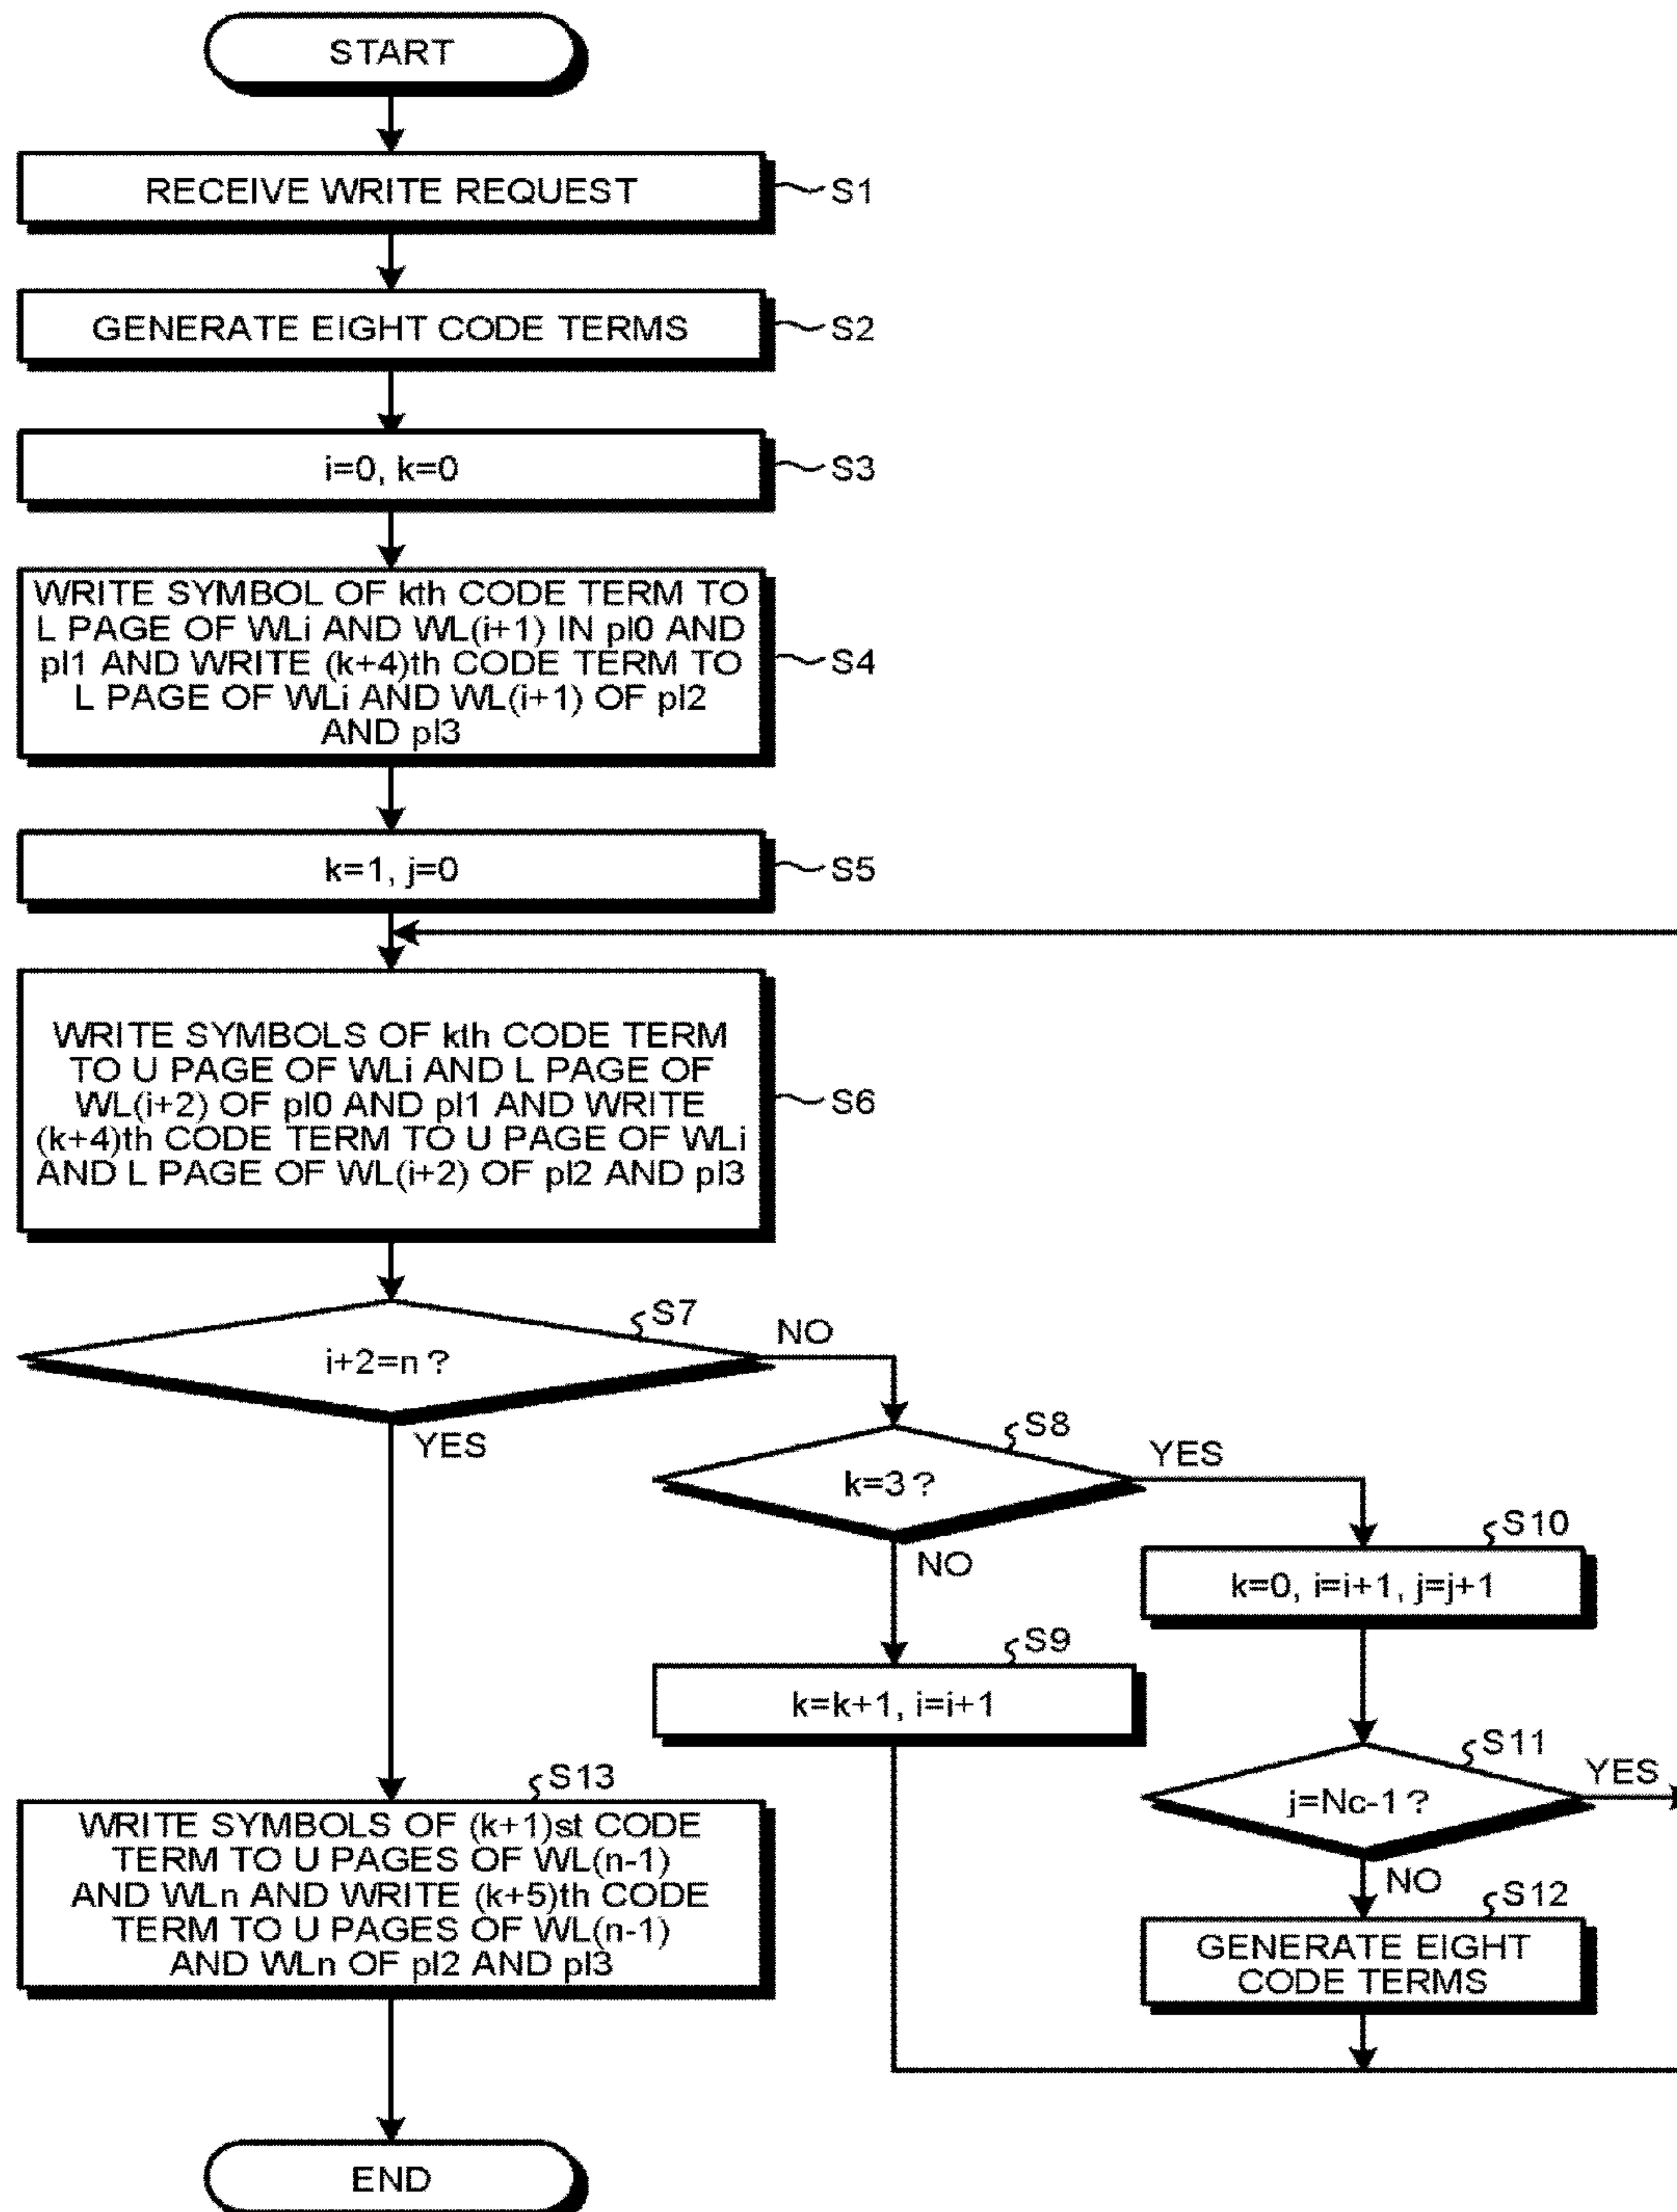 START
RECEIVE WRITE REQUEST
S1
GENERATE EIGHT CODE TERMS
S2
i=0, k=0
S3
WRITE SYMBOL OF kth CODE TERM TO
L PAGE OF WLi AND WL(i+1) IN pl0 AND
pl1 AND WRITE (k+4)th CODE TERM TO
L PAGE OF WLi AND WL(i+1) OF pl2
AND pl3
S4
k=1, j=0
S5
WRITE SYMBOLS OF kth CODE TERM
TO U PAGE OF WLi AND L PAGE OF
WL(i+2) OF pl0 AND pl1 AND WRITE
(k+4)th CODE TERM TO U PAGE OF WLi
AND L PAGE OF WL(i+2) OF pl2 AND pl3
S6
S7
i+2=n ?
NO
YES
S8
k=3 ?
YES
NO
S10
k=0, i=i+1, j=j+1
S9
k=k+1, i=i+1
S11
j=Nc-1 ?
YES
NO
S12
GENERATE EIGHT
CODE TERMS
S13
WRITE SYMBOLS OF (k+1)st CODE
TERM TO U PAGES OF WL(n-1)
AND WLn AND WRITE (k+5)th CODE
TERM TO U PAGES OF WL(n-1)
AND WLn OF pl2 AND pl3
END